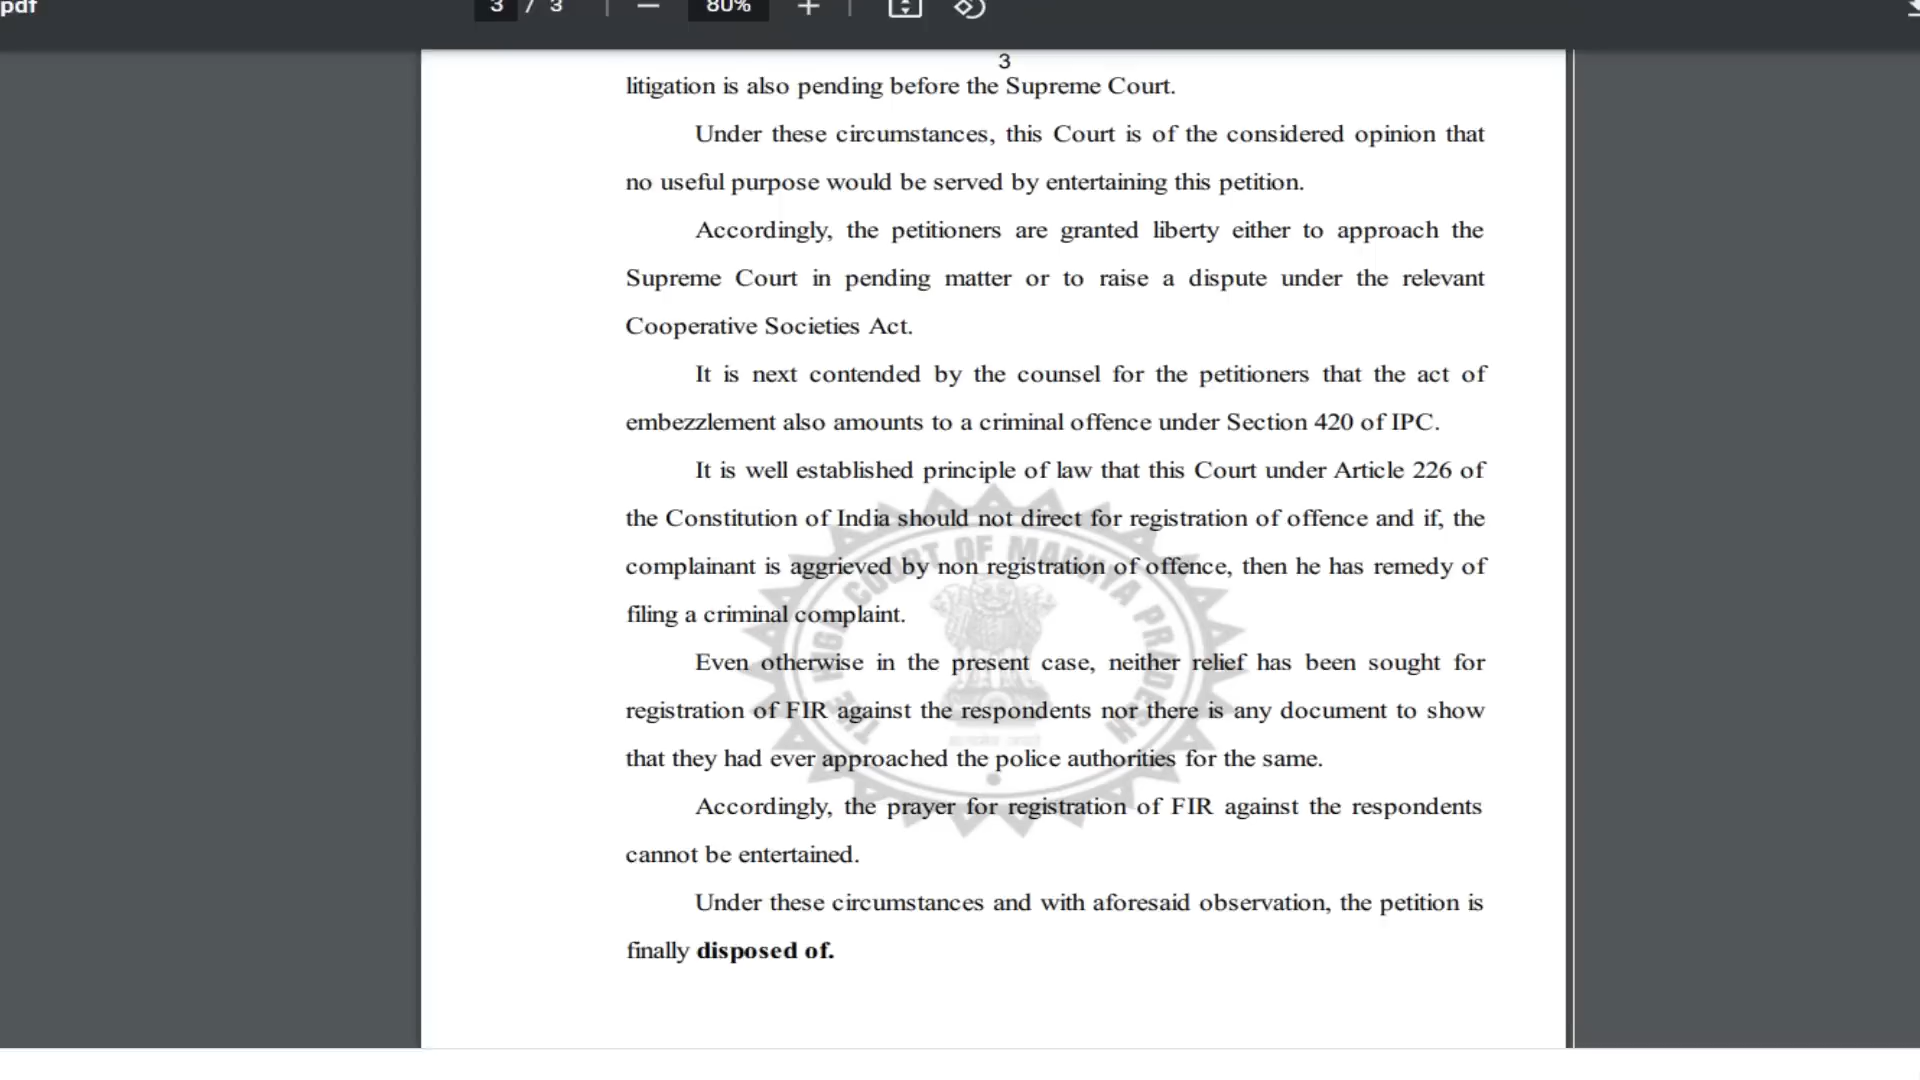 pdf
3 / 3
80%
3
litigation is also pending before the Supreme Court.
Under these circumstances, this Court is of the considered opinion that
no useful purpose would be served by entertaining this petition.
Accordingly, the petitioners are granted liberty either to approach the
Supreme Court in pending matter or to raise a dispute under the relevant
Cooperative Societies Act.
It is next contended by the counsel for the petitioners that the act of
embezzlement also amounts to a criminal offence under Section 420 of IPC.
It is well established principle of law that this Court under Article 226 of
the Constitution of India should not direct for registration of offence and if, the
complainant is aggrieved by non registration of offence, then he has remedy of
filing a criminal complaint.
Even otherwise in the present case, neither relief has been sought for
registration of FIR against the respondents nor there is any document to show
that they had ever approached the police authorities for the same.
Accordingly, the prayer for registration of FIR against the respondents
cannot be entertained.
Under these circumstances and with aforesaid observation, the petition is
finally disposed of.
THE HIGH COURT OF MADHYA PRADESH